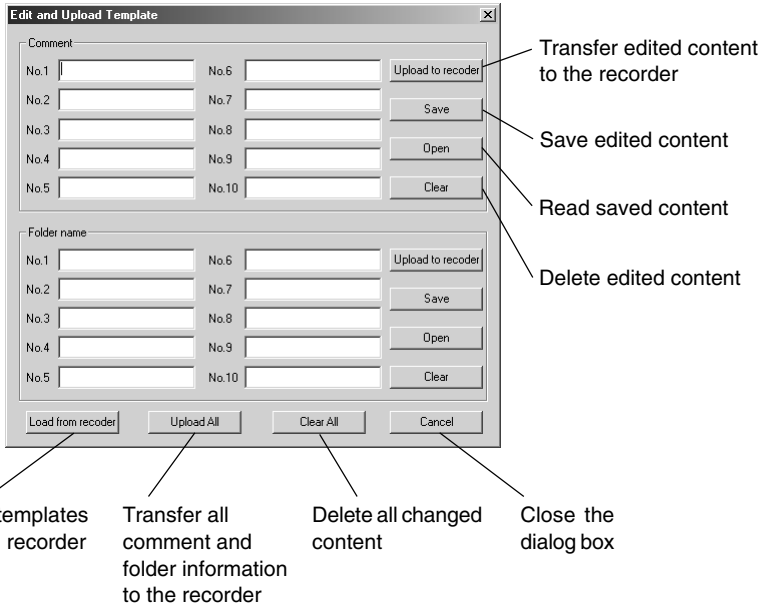 Edit and Upload Template
Comment
No.1 No.6 Upload to recoder
No.2 No.7 Save
No.3 No.8
No.4 No.9 Open
No.5 No.10 Clear
Folder name
No.1 No.6 Upload to recoder
No.2 No.7 Save
No.3 No.8
No.4 No.9 Open
No.5 No.10 Clear
Load from recoder Upload All Clear All Cancel
Transfer edited content
to the recorder
Save edited content
Read saved content
Delete edited content
templates
recorder
Transfer all
comment and
folder information
to the recorder
Delete all changed
content
Close the
dialog box